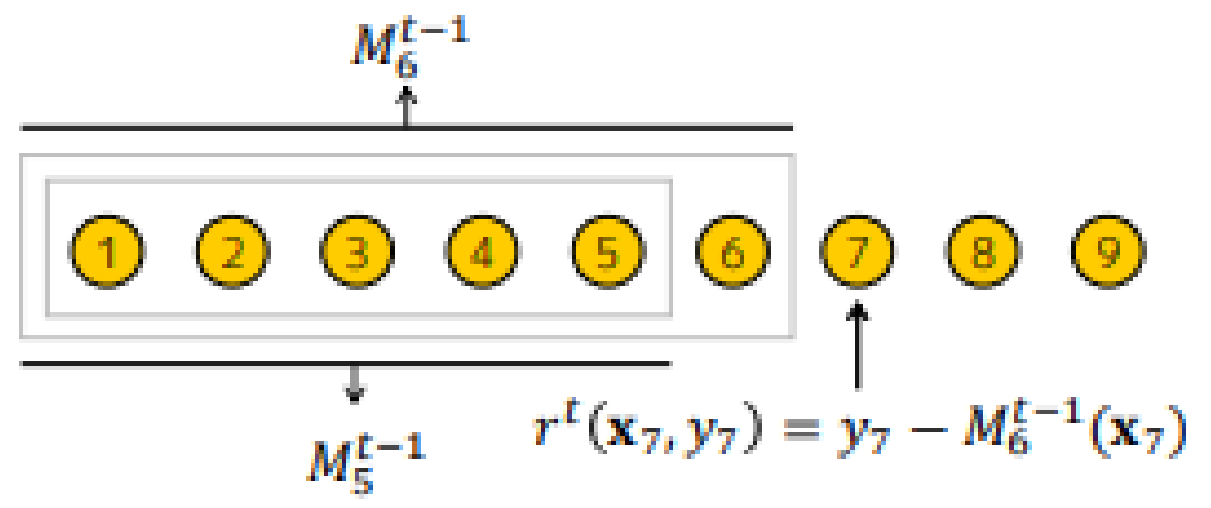 M_6^{t-1}
1 2 3 4 5 6 7 8 9
r^t(x_7, y_7) = y_7 − M_6^{t-1}(x_7)
M_5^{t-1}